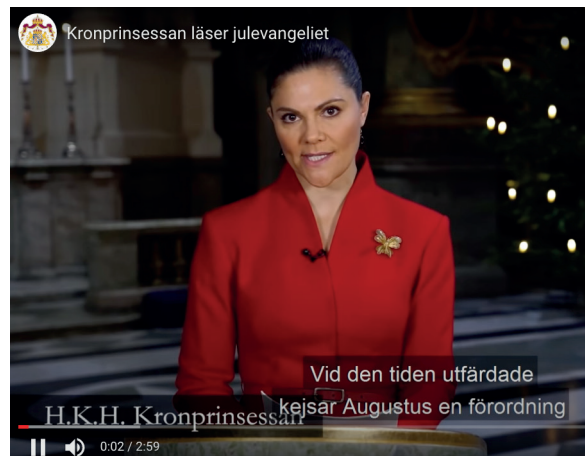 Kronprinsessan läser julevangeliet
Vid den tiden utfärdade
kejsar Augustus en förordning
H.K.H. Kronprinsessan
0:02 / 2:59